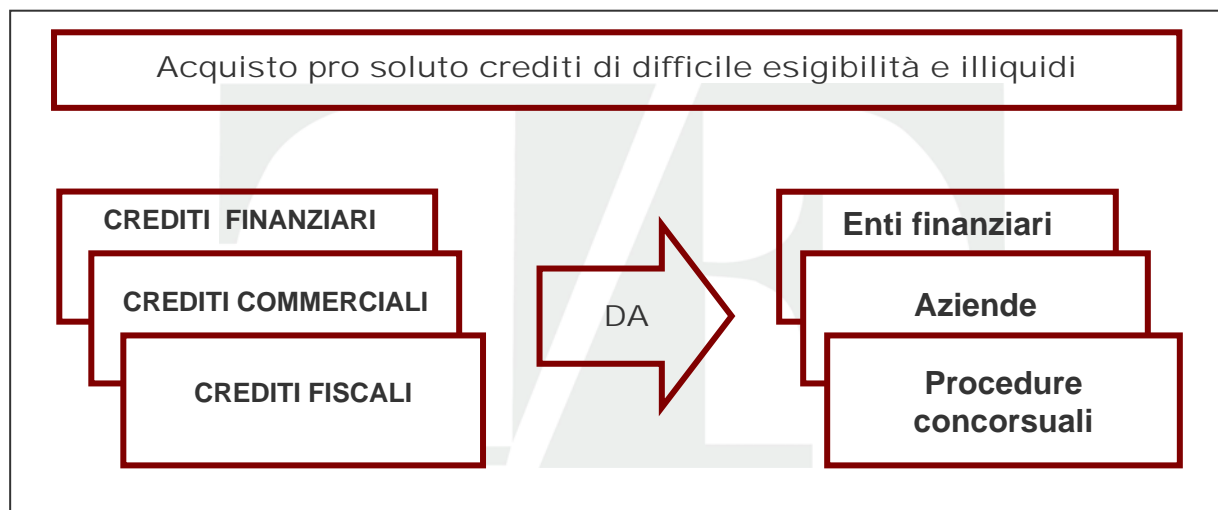 Acquisto pro soluto crediti di difficile esigibilità e illiquidi
CREDITI FINANZIARI
CREDITI COMMERCIALI
CREDITI FISCALI
DA
Enti finanziari
Aziende
Procedure
concorsuali